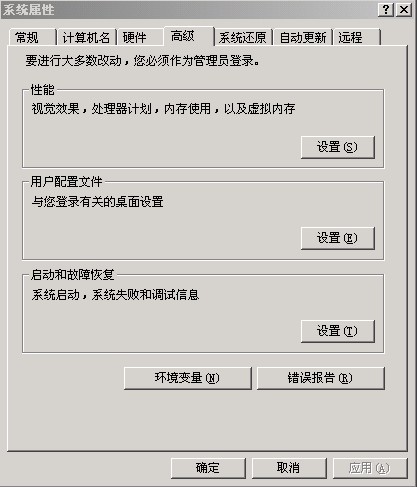 系统属性
常规 计算机名 硬件 高级 系统还原 自动更新 远程
要进行大多数改动，您必须作为管理员登录。
性能
视觉效果，处理器计划，内存使用，以及虚拟内存
设置(S)
用户配置文件
与您登录有关的桌面设置
设置(E)
启动和故障恢复
系统启动，系统失败和调试信息
设置(T)
环境变量(N) 错误报告(R)
确定 取消 应用(A)